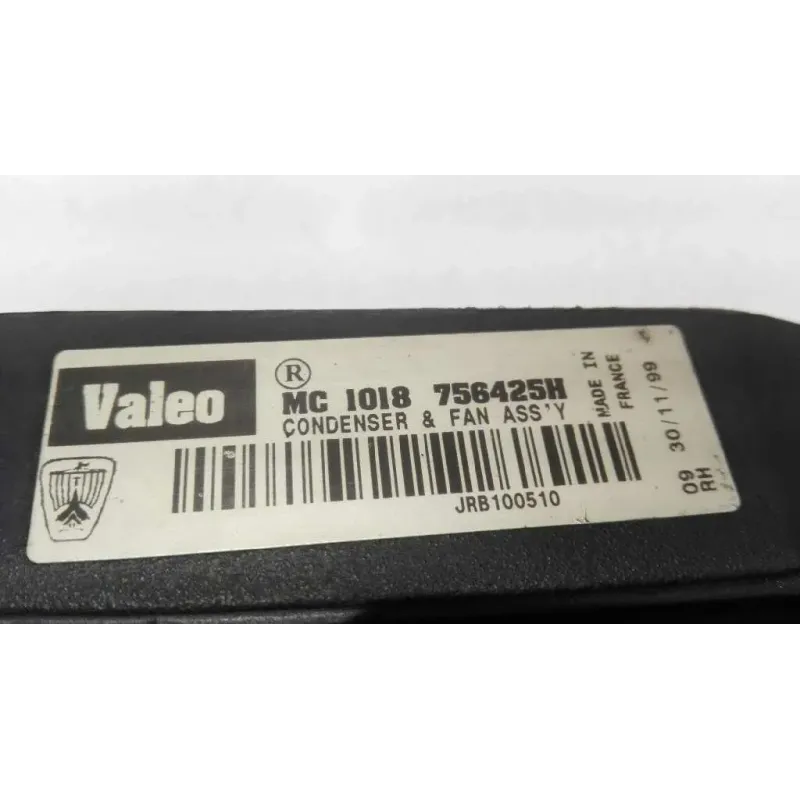 Valeo
®
MC 1018 756425H
CONDENSER & FAN ASS'Y
JRB100510
MADE IN
FRANCE
30/11/99
09
RH